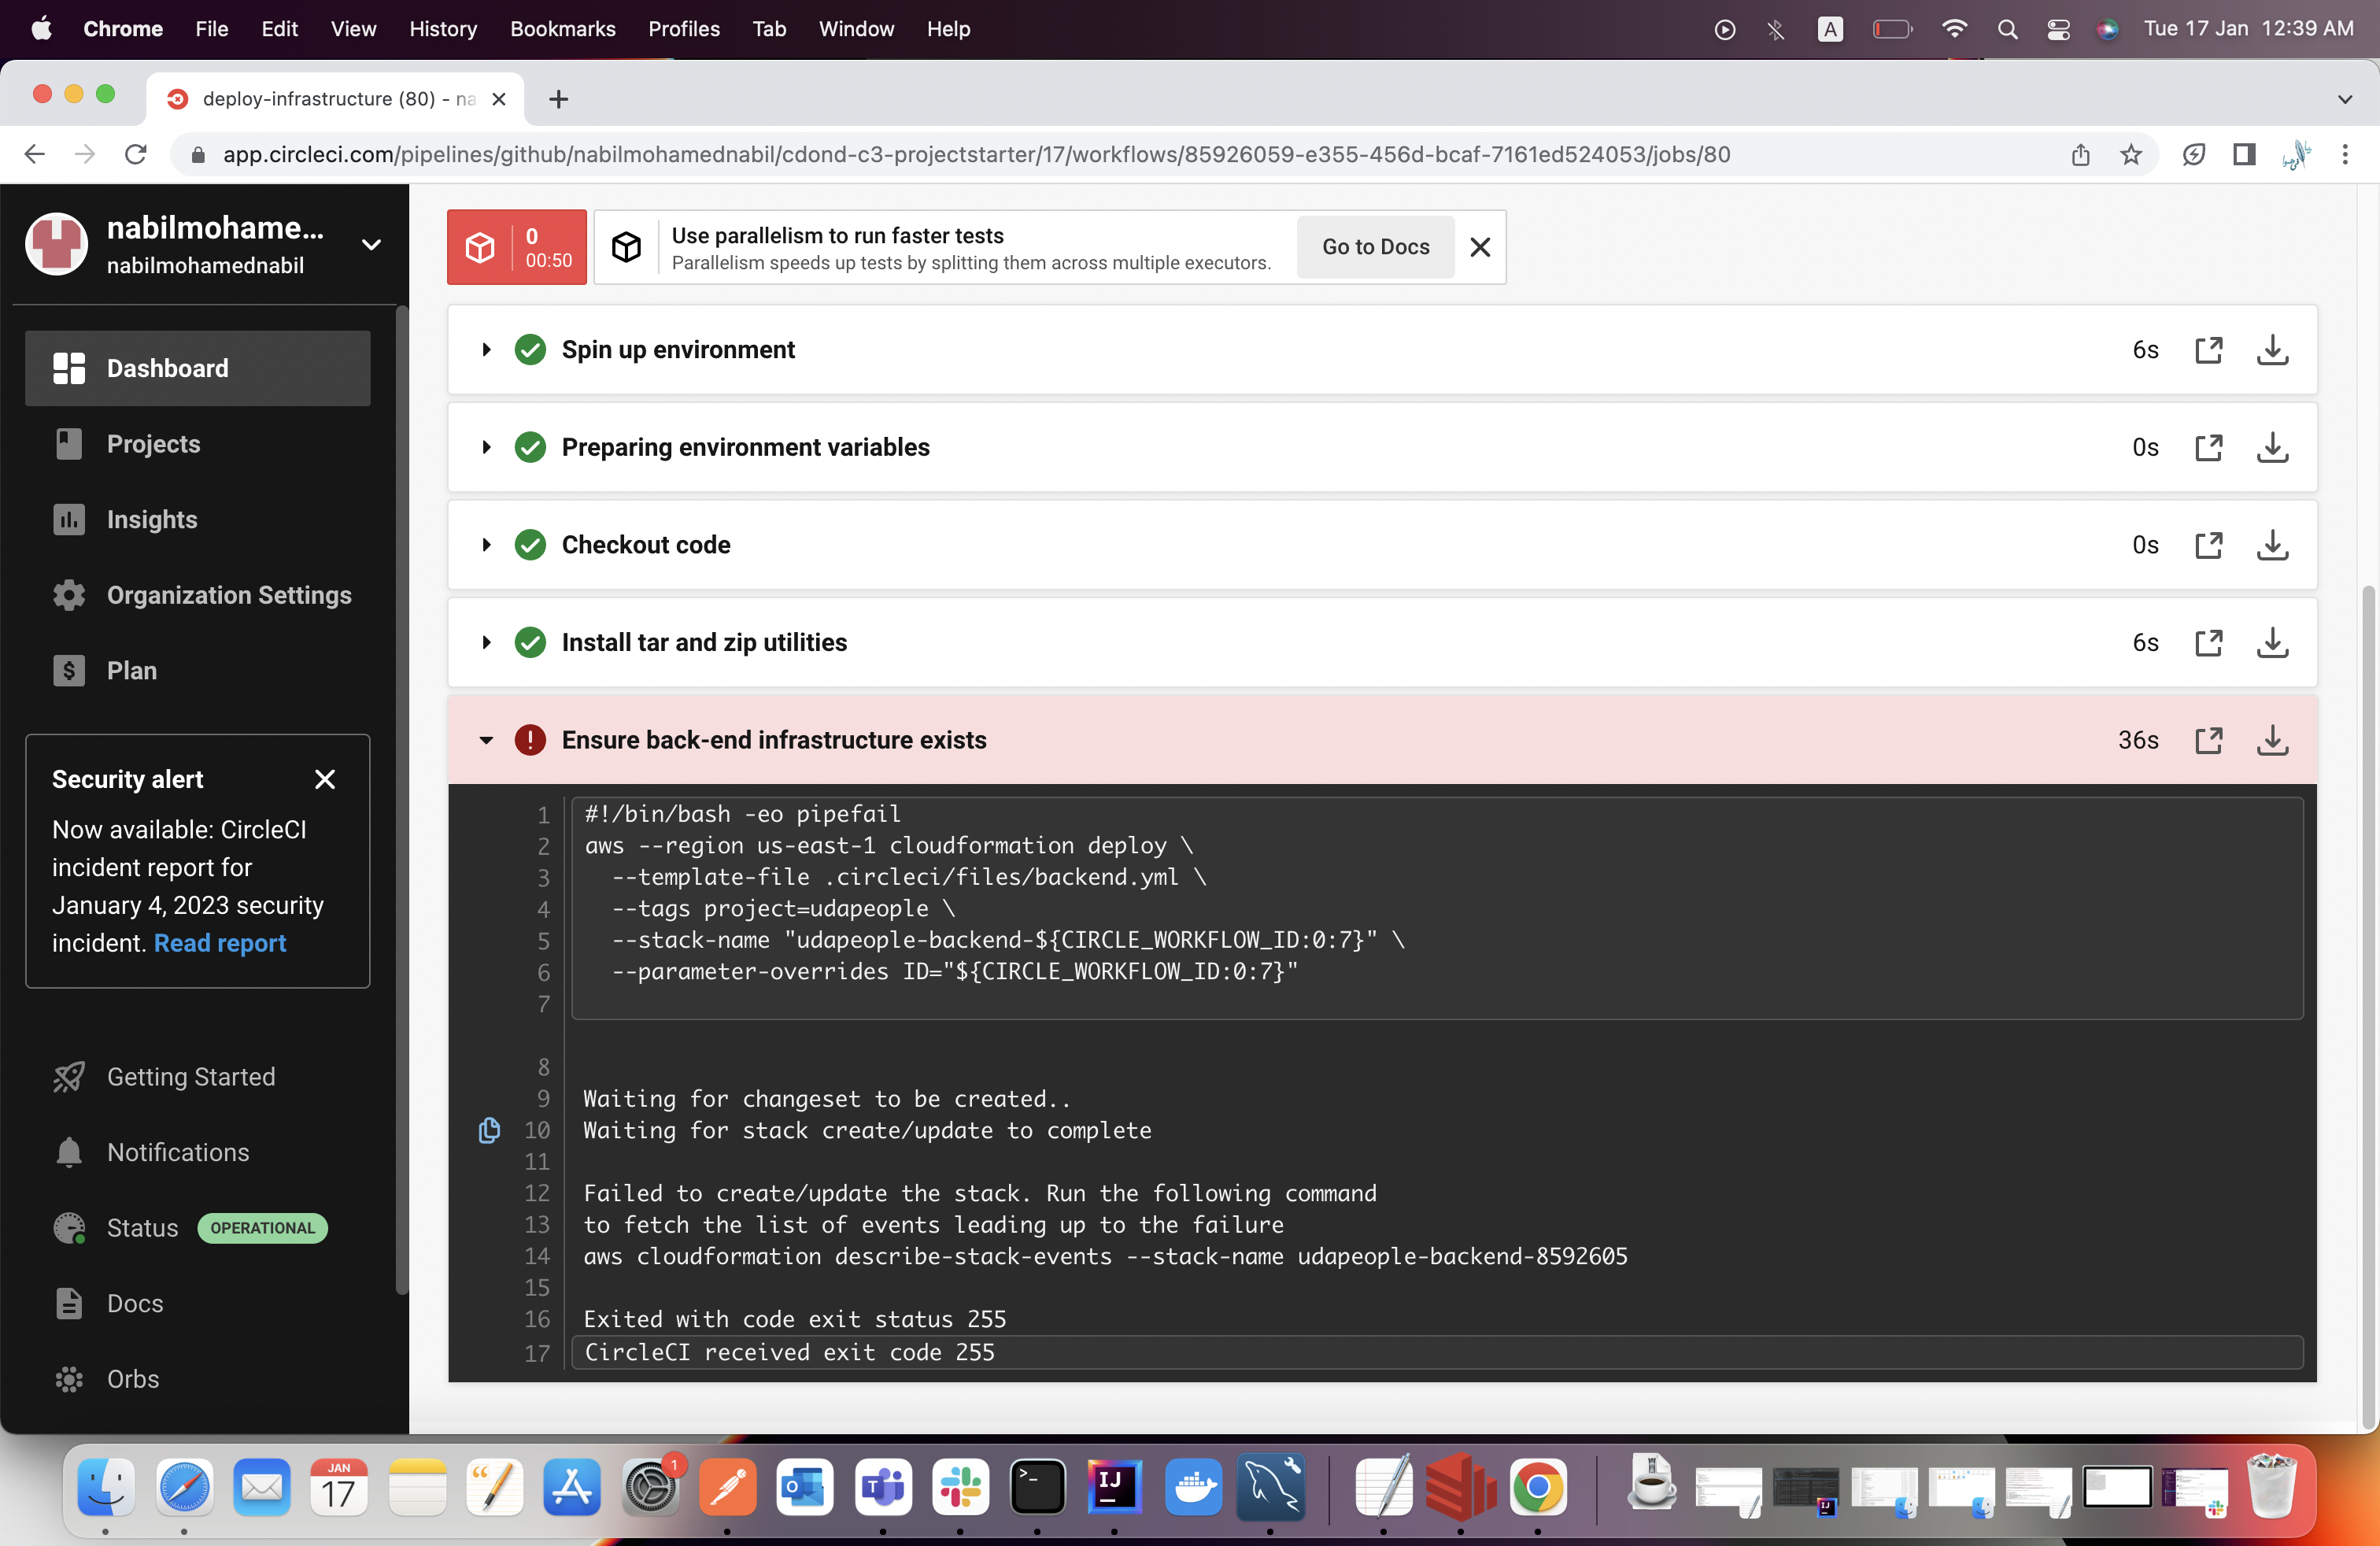 Chrome File Edit View History Bookmarks Profiles Tab Window Help A Tue 17 Jan 12:39 AM
deploy-infrastructure (80) - na
app.circleci.com/pipelines/github/nabilmohamednabil/cdond-c3-projectstarter/17/workflows/85926059-e355-456d-bcaf-7161ed524053/jobs/80
nabilmohame...
nabilmohamednabil
Dashboard
Projects
Insights
Organization Settings
Plan
Security alert
Now available: CircleCI
incident report for
January 4, 2023 security
incident. Read report
Getting Started
Notifications
Status OPERATIONAL
Docs
Orbs
0
00:50
Use parallelism to run faster tests
Parallelism speeds up tests by splitting them across multiple executors.
Go to Docs
Spin up environment 6s
Preparing environment variables 0s
Checkout code 0s
Install tar and zip utilities 6s
Ensure back-end infrastructure exists 36s
1 #!/bin/bash -eo pipefail
2 aws --region us-east-1 cloudformation deploy \
3 --template-file .circleci/files/backend.yml \
4 --tags project=udapeople \
5 --stack-name "udapeople-backend-${CIRCLE_WORKFLOW_ID:0:7}" \
6 --parameter-overrides ID="${CIRCLE_WORKFLOW_ID:0:7}"
7
8
9 Waiting for changeset to be created..
10 Waiting for stack create/update to complete
11
12 Failed to create/update the stack. Run the following command
13 to fetch the list of events leading up to the failure
14 aws cloudformation describe-stack-events --stack-name udapeople-backend-8592605
15
16 Exited with code exit status 255
17 CircleCI received exit code 255
JAN
17
1
IJ